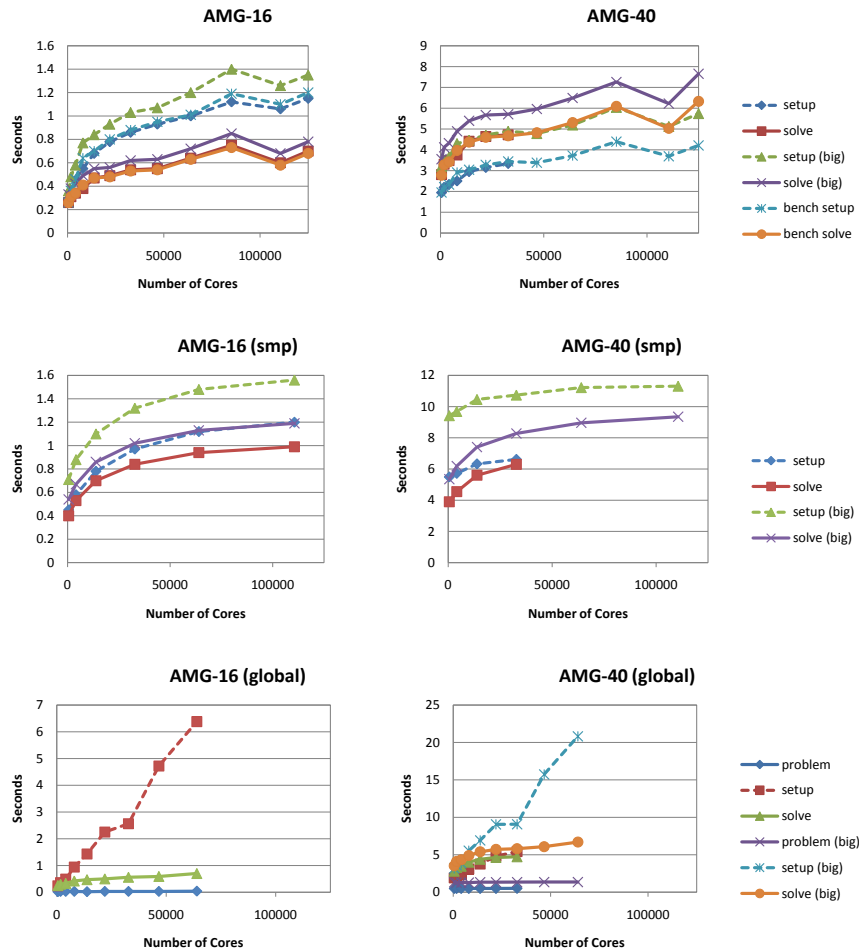 AMG-16
1.6
1.4
1.2
1
0.8
0.6
0.4
0.2
0
Seconds
0 50000 100000
Number of Cores
AMG-40
9
8
7
6
5
4
3
2
1
0
Seconds
0 50000 100000
Number of Cores
setup
solve
setup (big)
solve (big)
bench setup
bench solve
AMG-16 (smp)
1.6
1.4
1.2
1
0.8
0.6
0.4
0.2
0
Seconds
0 50000 100000
Number of Cores
AMG-40 (smp)
12
10
8
6
4
2
0
Seconds
0 50000 100000
Number of Cores
setup
solve
setup (big)
solve (big)
AMG-16 (global)
7
6
5
4
3
2
1
0
Seconds
0 50000 100000
Number of Cores
AMG-40 (global)
25
20
15
10
5
0
Seconds
0 50000 100000
Number of Cores
problem
setup
solve
problem (big)
setup (big)
solve (big)